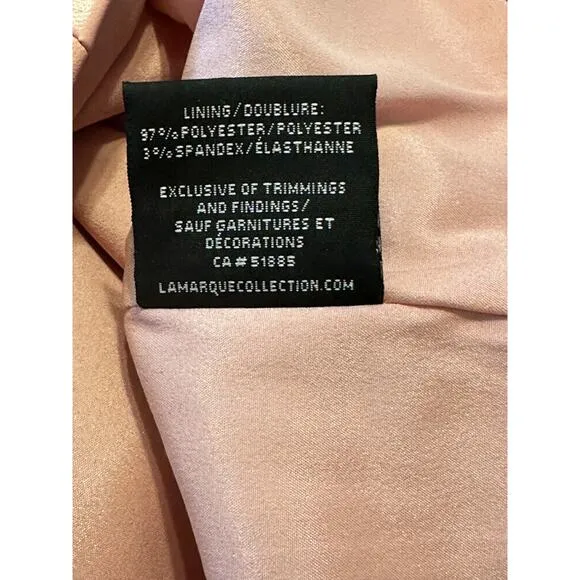 LINING/DOUBLURE:
97%POLYESTER/POLYESTER
3%SPANDEX/ÉLASTHANNE
EXCLUSIVE OF TRIMMINGS
AND FINDINGS/
SAUF GARNITURES ET
DÉCORATIONS
CA#51885
LAMARQUECOLLECTION.COM